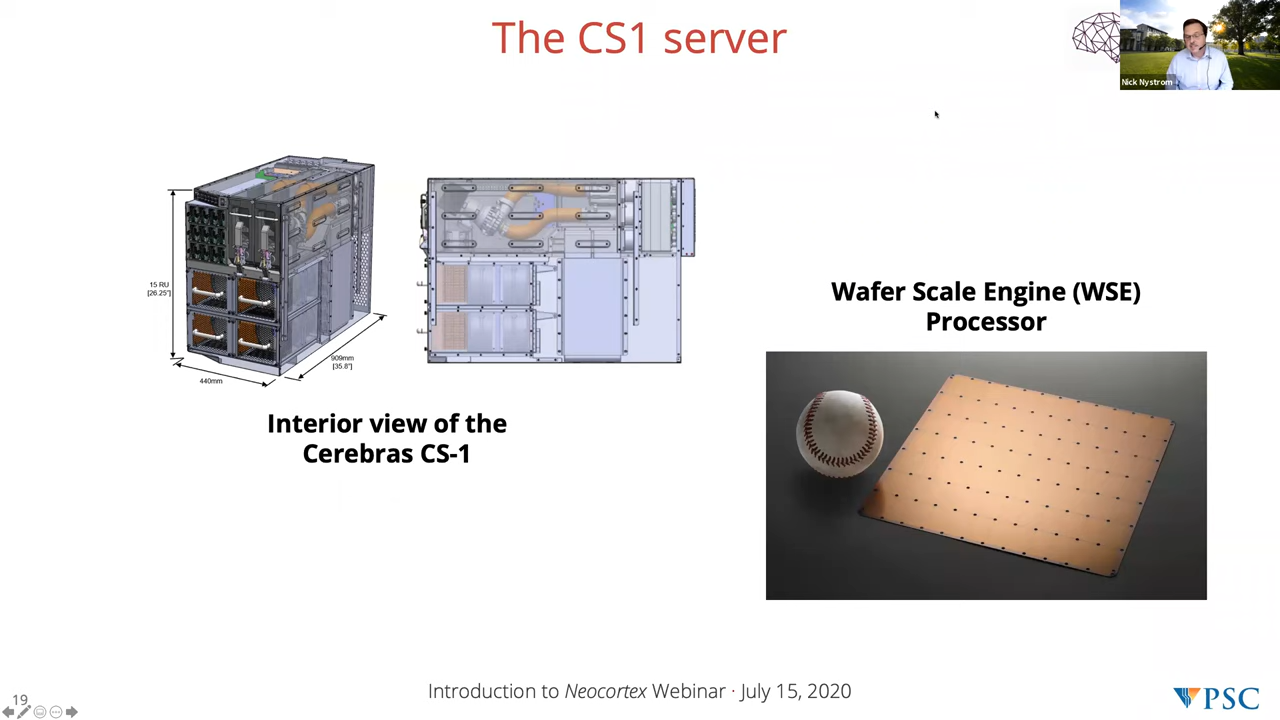 The CS1 server
Nick Nystrom
15 RU
[26.25"]
909mm
[35.8"]
440mm
Interior view of the
Cerebras CS-1
Wafer Scale Engine (WSE)
Processor
Introduction to Neocortex Webinar · July 15, 2020
19
PSC